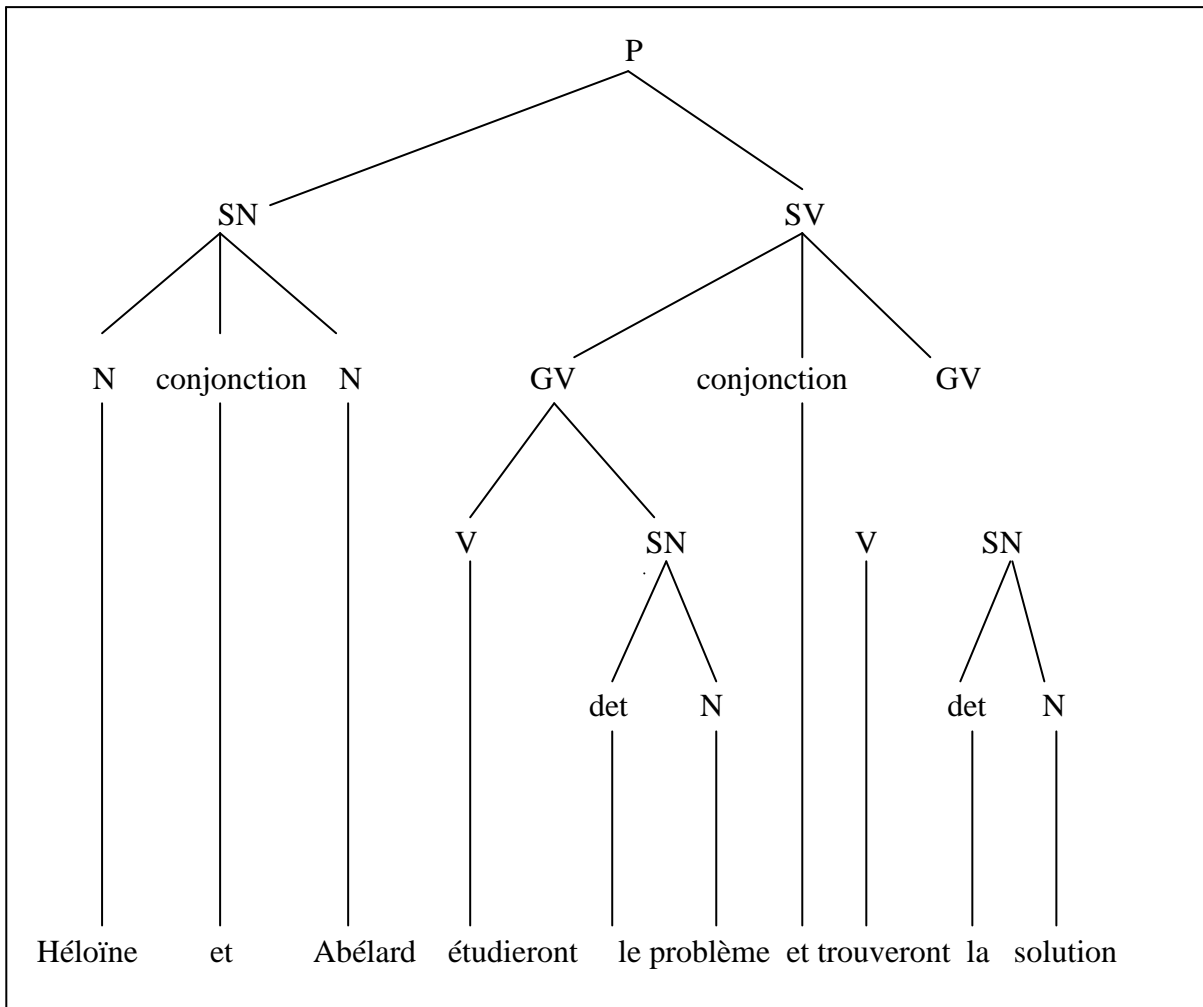 P
SN SV
N conjonction N GV conjonction GV
V SN V SN
det N det N
Héloïne et Abélard étudieront le problème et trouveront la solution